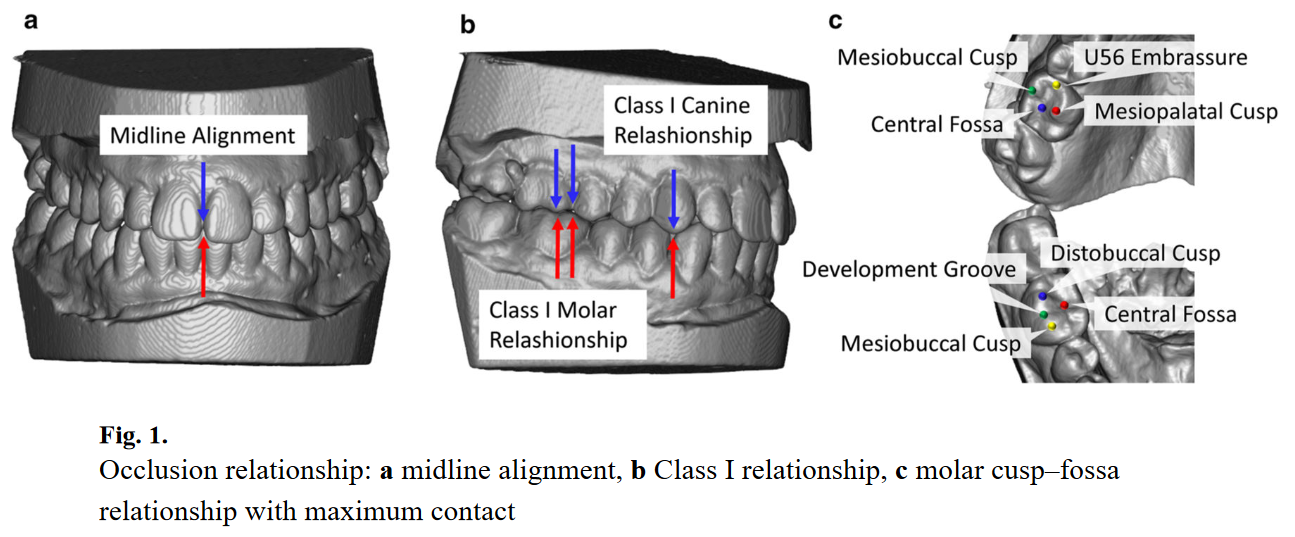 a
Midline Alignment
b
Class I Canine
Relashionship
Class I Molar
Relashionship
c
Mesiobuccal Cusp
U56 Embrassure
Central Fossa
Mesiopalatal Cusp
Distobuccal Cusp
Development Groove
Central Fossa
Mesiobuccal Cusp
Fig. 1.
Occlusion relationship: a midline alignment, b Class I relationship, c molar cusp–fossa
relationship with maximum contact